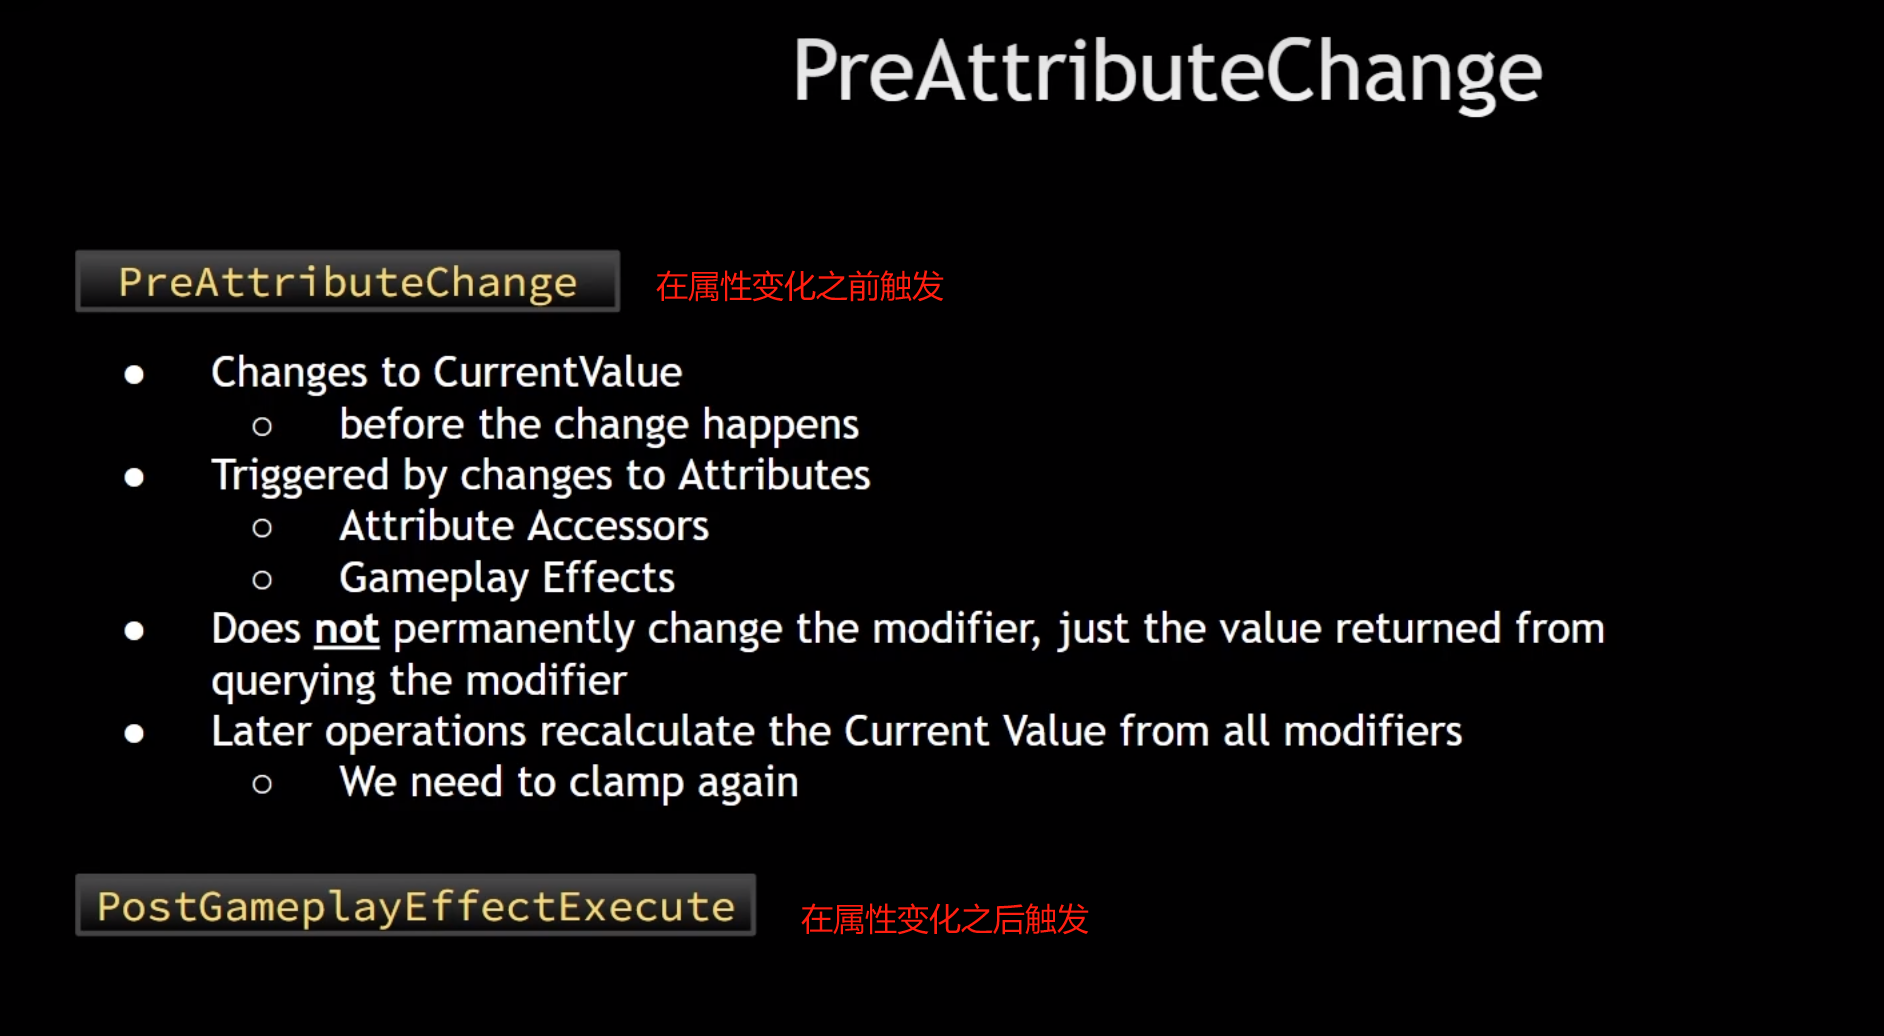 PreAttributeChange
PreAttributeChange 在属性变化之前触发
● Changes to CurrentValue
○ before the change happens
● Triggered by changes to Attributes
○ Attribute Accessors
○ Gameplay Effects
● Does not permanently change the modifier, just the value returned from
querying the modifier
● Later operations recalculate the Current Value from all modifiers
○ We need to clamp again
PostGameplayEffectExecute 在属性变化之后触发